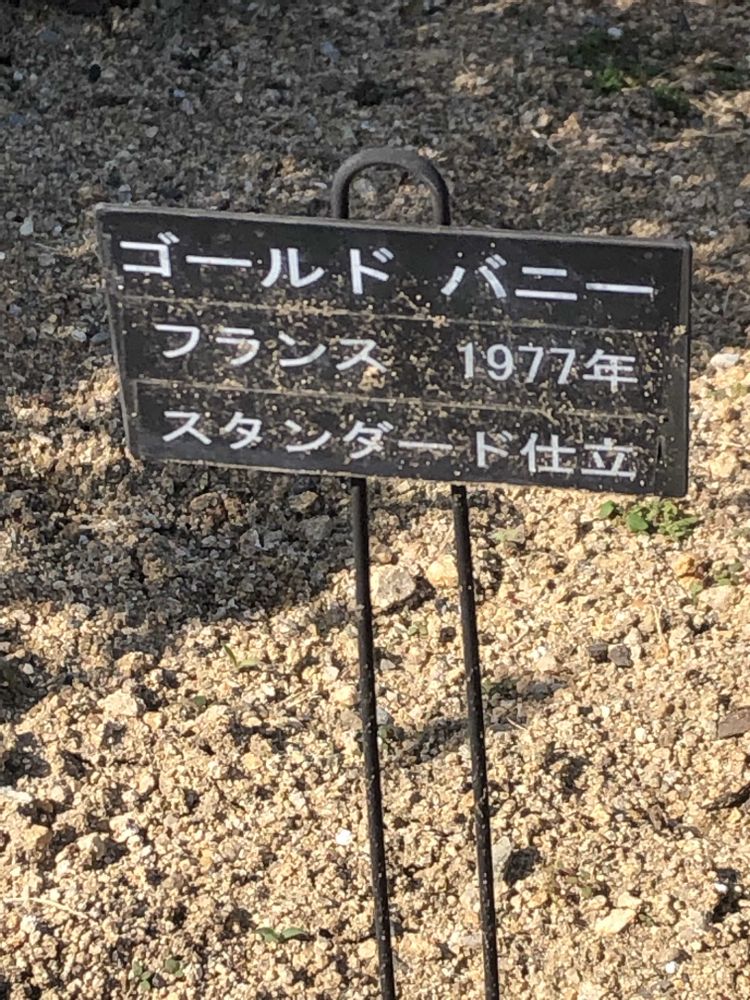 ゴールド バニー
フランス 1977年
スタンダード仕立